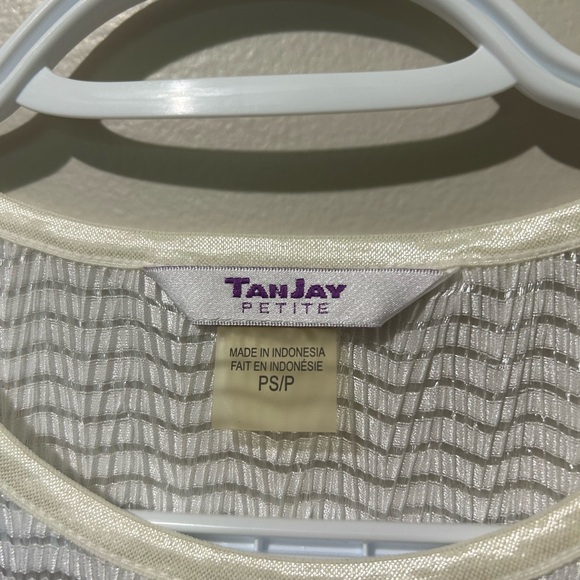 TANJAY
PETITE
MADE IN INDONESIA
FAIT EN INDONÉSIE
PS/P